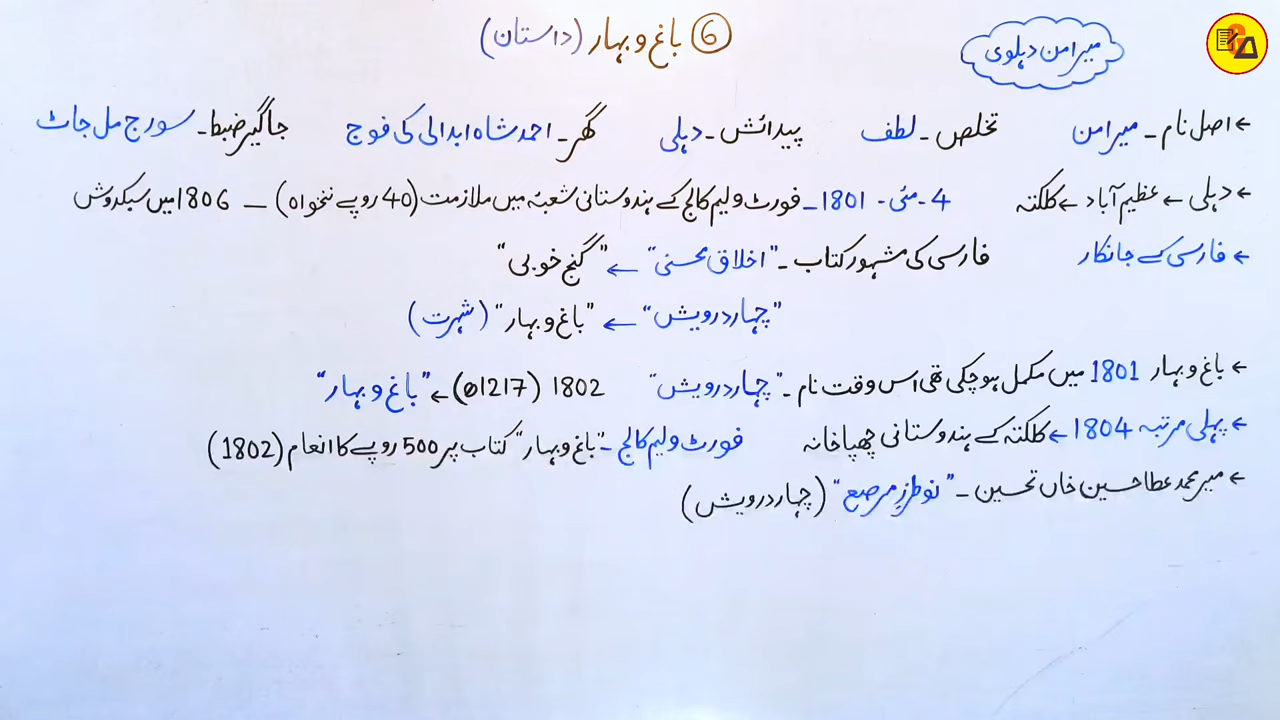 ⑥ باغ و بہار (داستان)
میر امن دہلوی
← اصل نام ـ میر امن تخلص ـ لطف پیدائش ـ دہلی گھر ـ احمد شاہ ابدالی کی فوج جاگیر ضبط ـ سورج مل جاٹ
← دہلی ← عظیم آباد ← کلکتہ 4 - مئی - 1801 ـ فورٹ ولیم کالج کے ہندوستانی شعبہ میں ملازمت (40 روپے تنخواہ) ـ 1806 میں سبکدوش
← فارسی کے جانکار فارسی کی مشہور کتاب ـ "اخلاق محسنی" ← "گنج خوبی"
"چہار درویش" ← "باغ و بہار" (شہرت)
← باغ و بہار 1801 میں مکمل ہو چکی تھی اس وقت نام ـ "چہار درویش" 1802 (1217ھ) ← "باغ و بہار"
← پہلی مرتبہ 1804 ← کلکتہ کے ہندوستانی چھاپا خانہ فورٹ ولیم کالج ـ "باغ و بہار" کتاب پر 500 روپے کا انعام (1802)
← میر محمد عطا حسین خاں تحسین ـ "نو طرزِ مرصع" (چہار درویش)